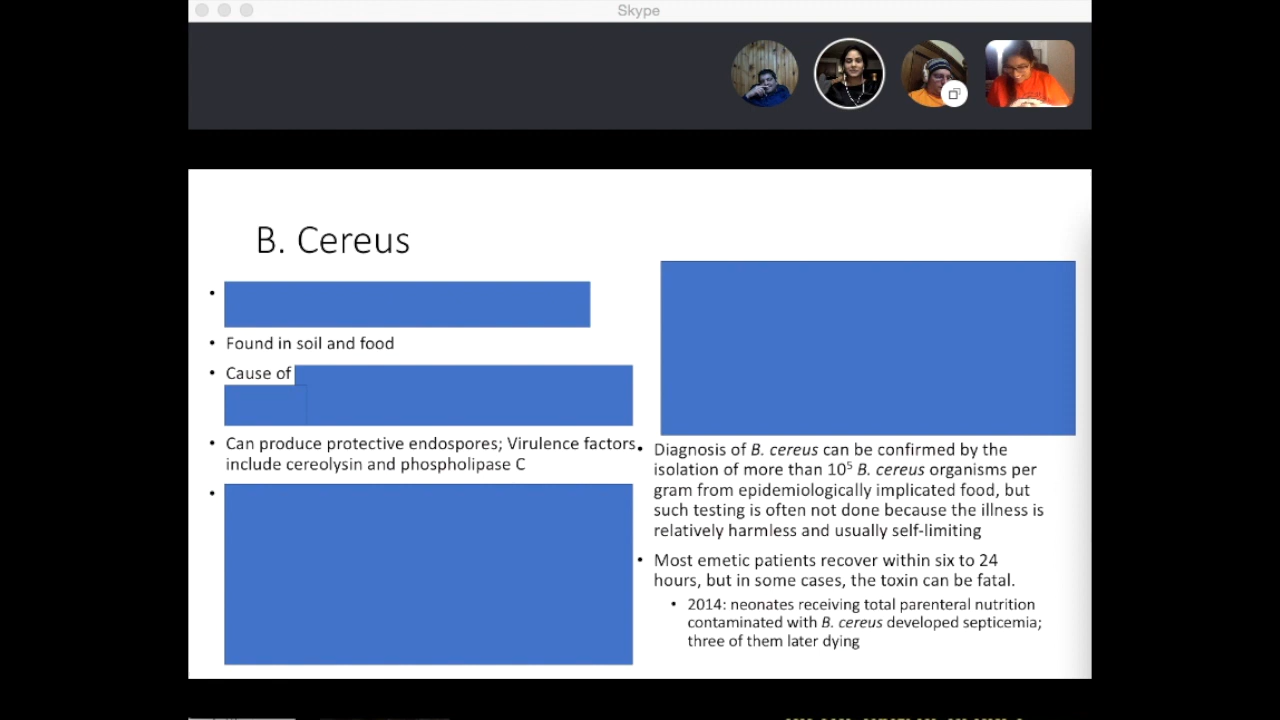 Skype
B. Cereus
•
• Found in soil and food
• Cause of
• Can produce protective endospores; Virulence factors
include cereolysin and phospholipase C
•
• Diagnosis of B. cereus can be confirmed by the
isolation of more than 10⁵ B. cereus organisms per
gram from epidemiologically implicated food, but
such testing is often not done because the illness is
relatively harmless and usually self-limiting
• Most emetic patients recover within six to 24
hours, but in some cases, the toxin can be fatal.
• 2014: neonates receiving total parenteral nutrition
contaminated with B. cereus developed septicemia;
three of them later dying